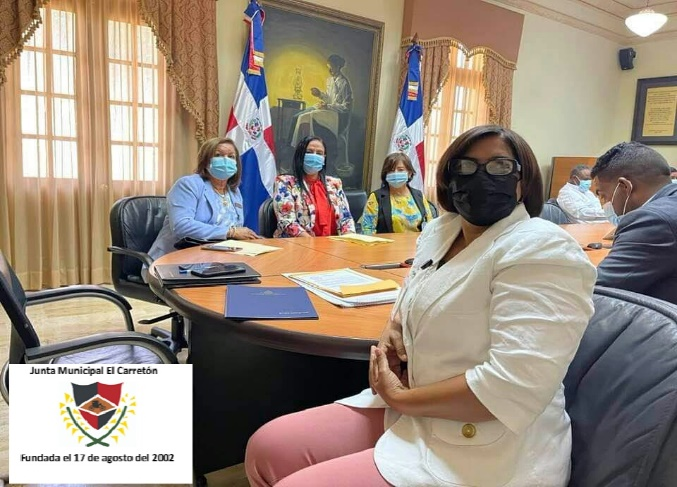 Junta Municipal El Carretón
Fundada el 17 de agosto del 2002